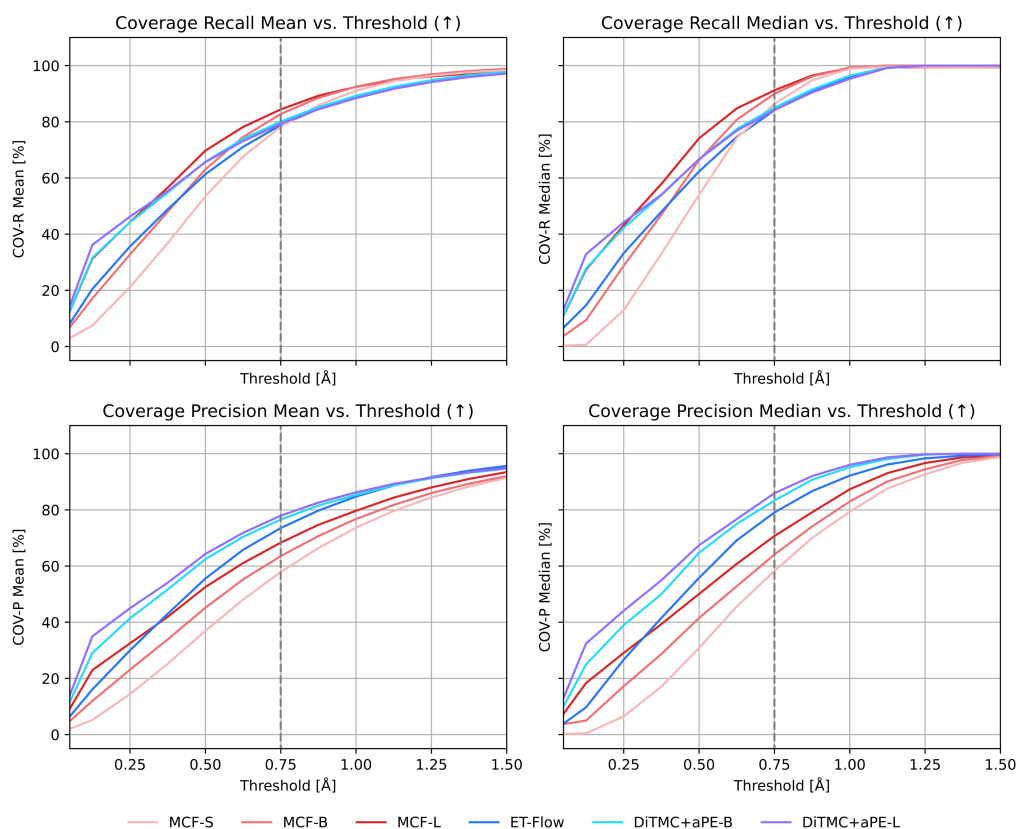 Coverage Recall Mean vs. Threshold (↑)
COV-R Mean [%]
100
80
60
40
20
0
Threshold [Å]
Coverage Recall Median vs. Threshold (↑)
COV-R Median [%]
Threshold [Å]
Coverage Precision Mean vs. Threshold (↑)
COV-P Mean [%]
100
80
60
40
20
0
0.25 0.50 0.75 1.00 1.25 1.50
Threshold [Å]
Coverage Precision Median vs. Threshold (↑)
COV-P Median [%]
0.25 0.50 0.75 1.00 1.25 1.50
Threshold [Å]
MCF-S MCF-B MCF-L ET-Flow DiTMC+aPE-B DiTMC+aPE-L